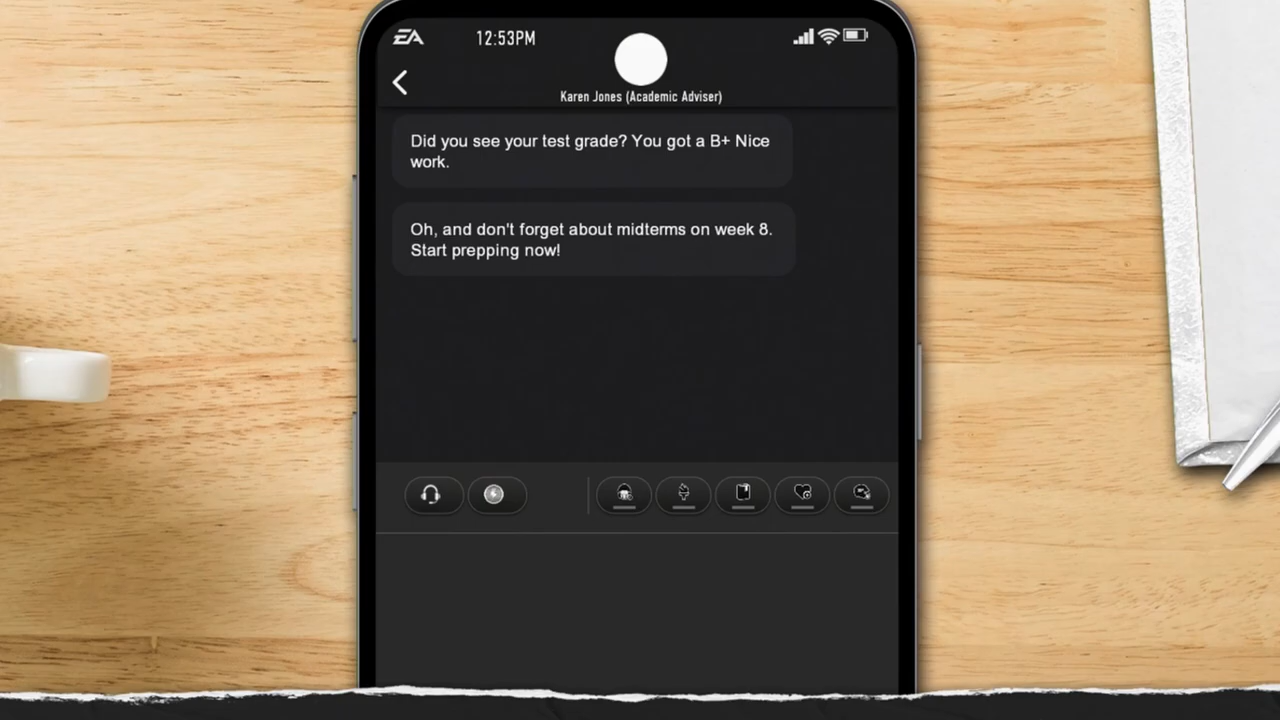 EA
12:53PM
Karen Jones (Academic Adviser)
Did you see your test grade? You got a B+ Nice
work.
Oh, and don't forget about midterms on week 8.
Start prepping now!